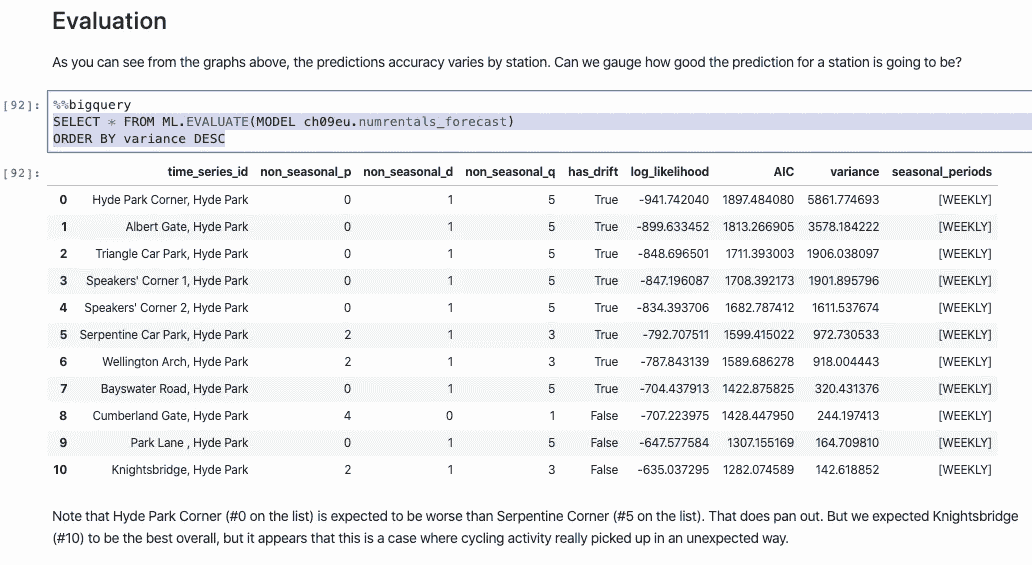 Evaluation
As you can see from the graphs above, the predictions accuracy varies by station. Can we gauge how good the prediction for a station is going to be?
[92]: %%bigquery
SELECT * FROM ML.EVALUATE(MODEL ch09eu.numrentals_forecast)
ORDER BY variance DESC
[92]: time_series_id non_seasonal_p non_seasonal_d non_seasonal_q has_drift log_likelihood AIC variance seasonal_periods
0 Hyde Park Corner, Hyde Park 0 1 5 True -941.742040 1897.484080 5861.774693 [WEEKLY]
1 Albert Gate, Hyde Park 0 1 5 True -899.633452 1813.266905 3578.184222 [WEEKLY]
2 Triangle Car Park, Hyde Park 0 1 5 True -848.696501 1711.393003 1906.038097 [WEEKLY]
3 Speakers' Corner 1, Hyde Park 0 1 5 True -847.196087 1708.392173 1901.895796 [WEEKLY]
4 Speakers' Corner 2, Hyde Park 0 1 5 True -834.393706 1682.787412 1611.537674 [WEEKLY]
5 Serpentine Car Park, Hyde Park 2 1 3 True -792.707511 1599.415022 972.730533 [WEEKLY]
6 Wellington Arch, Hyde Park 2 1 3 True -787.843139 1589.686278 918.004443 [WEEKLY]
7 Bayswater Road, Hyde Park 0 1 5 True -704.437913 1422.875825 320.431376 [WEEKLY]
8 Cumberland Gate, Hyde Park 4 0 1 False -707.223975 1428.447950 244.197413 [WEEKLY]
9 Park Lane , Hyde Park 0 1 5 False -647.577584 1307.155169 164.709810 [WEEKLY]
10 Knightsbridge, Hyde Park 2 1 3 False -635.037295 1282.074589 142.618852 [WEEKLY]
Note that Hyde Park Corner (#0 on the list) is expected to be worse than Serpentine Corner (#5 on the list). That does pan out. But we expected Knightsbridge
(#10) to be the best overall, but it appears that this is a case where cycling activity really picked up in an unexpected way.